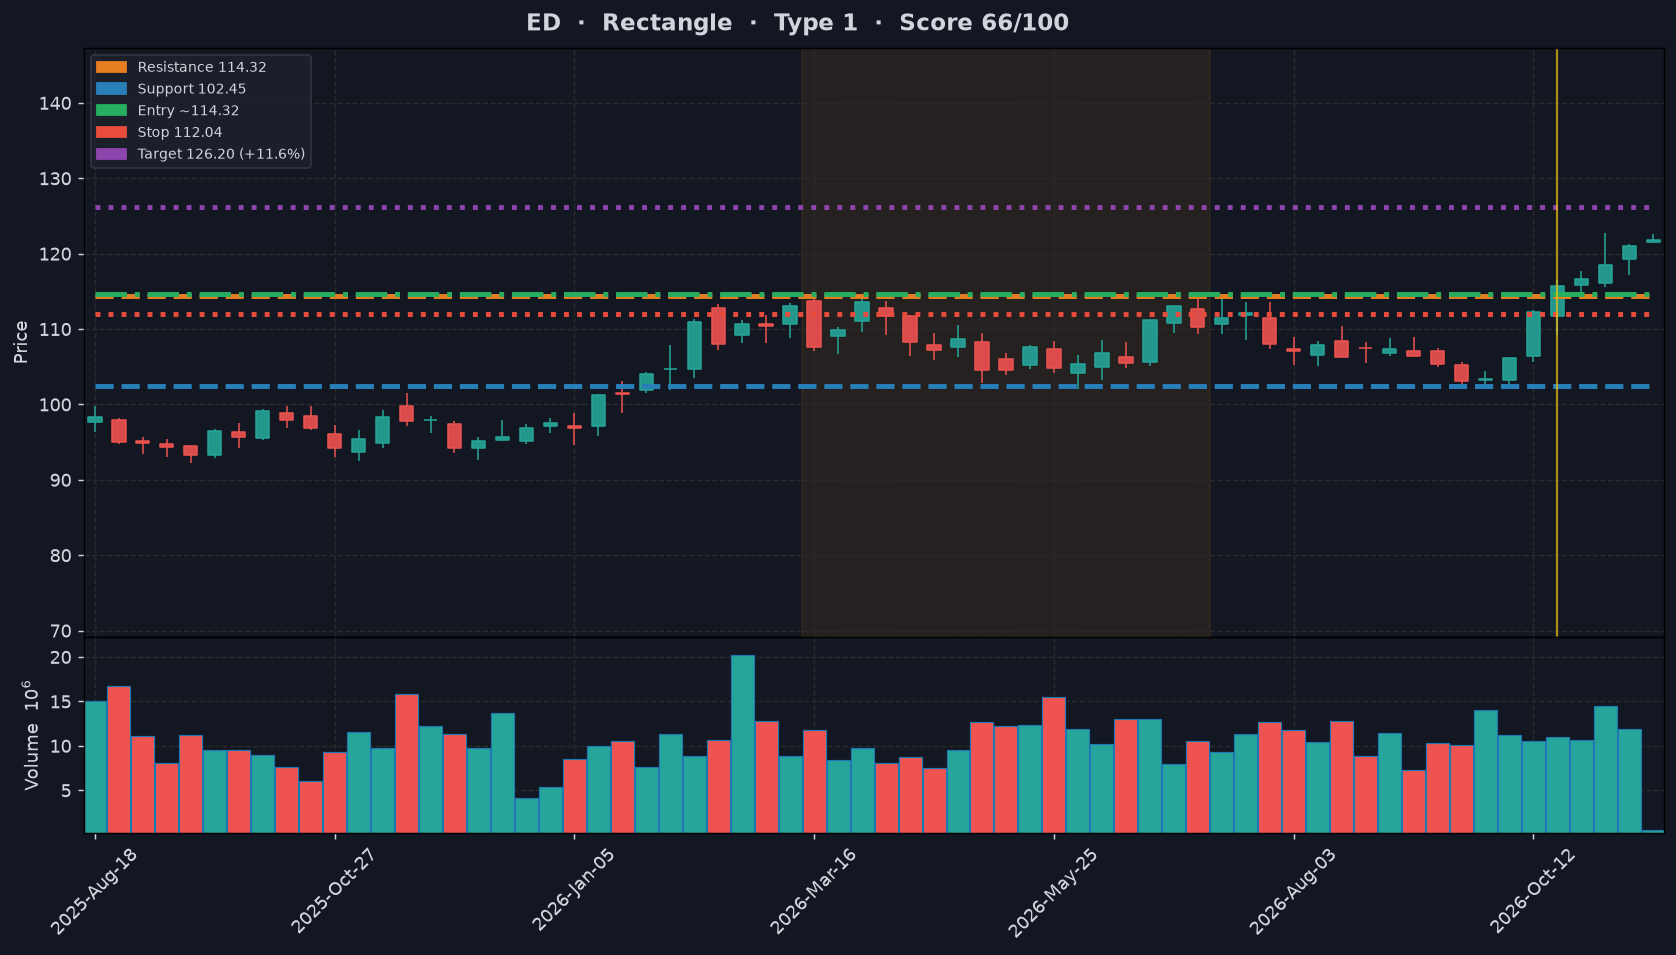 ED · Rectangle · Type 1 · Score 66/100
Resistance 114.32
Support 102.45
Entry ~114.32
Stop 112.04
Target 126.20 (+11.6%)
Price
140
130
120
110
100
90
80
70
Volume 10⁶
20
15
10
5
2025-Aug-18
2025-Oct-27
2026-Jan-05
2026-Mar-16
2026-May-25
2026-Aug-03
2026-Oct-12